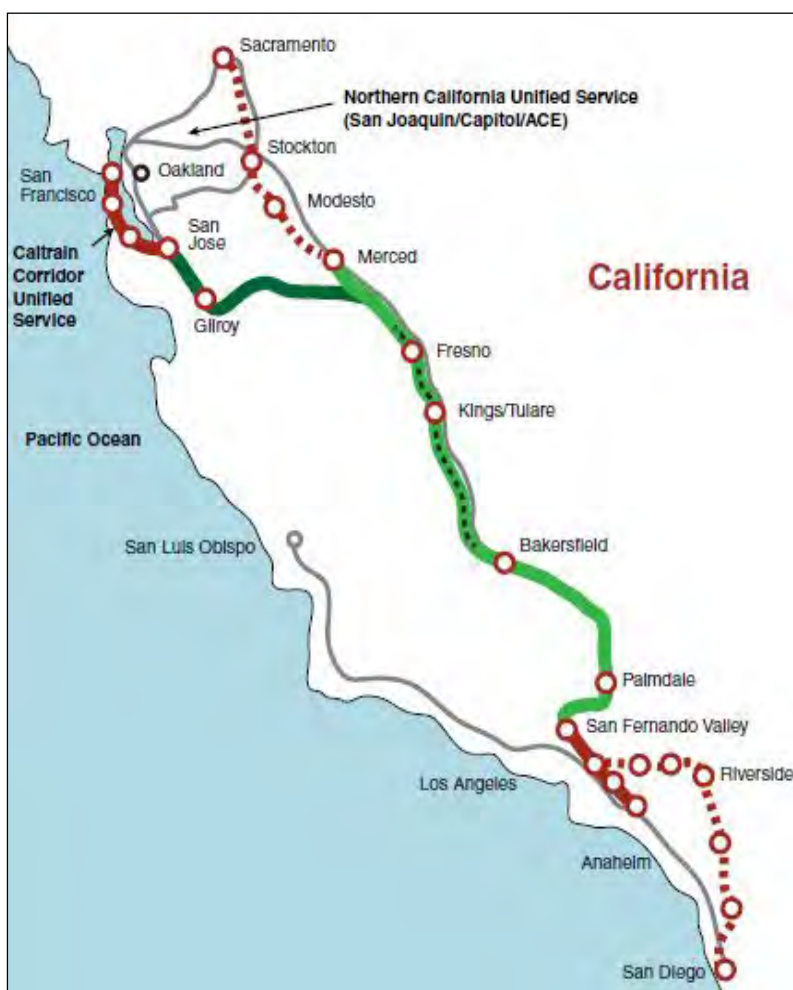 Sacramento
Northern California Unified Service
(San Joaquin/Capitol/ACE)
Stockton
Oakland
San
Francisco
Modesto
San
Jose
Merced
Caltrain
Corridor
Unified
Service
California
Gilroy
Fresno
Kings/Tulare
Pacific Ocean
San Luis Obispo
Bakersfield
Palmdale
San Fernando Valley
Riverside
Los Angeles
Anaheim
San Diego